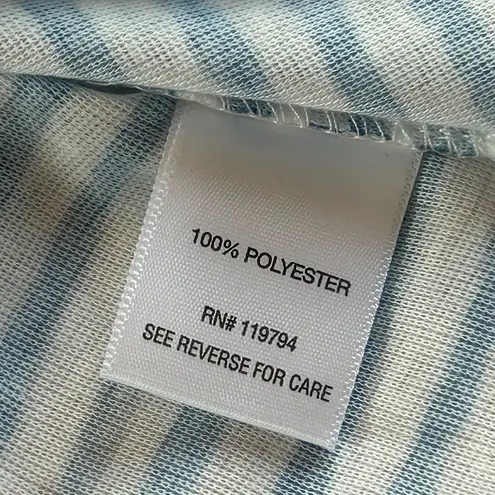 100% POLYESTER
RN# 119794
SEE REVERSE FOR CARE